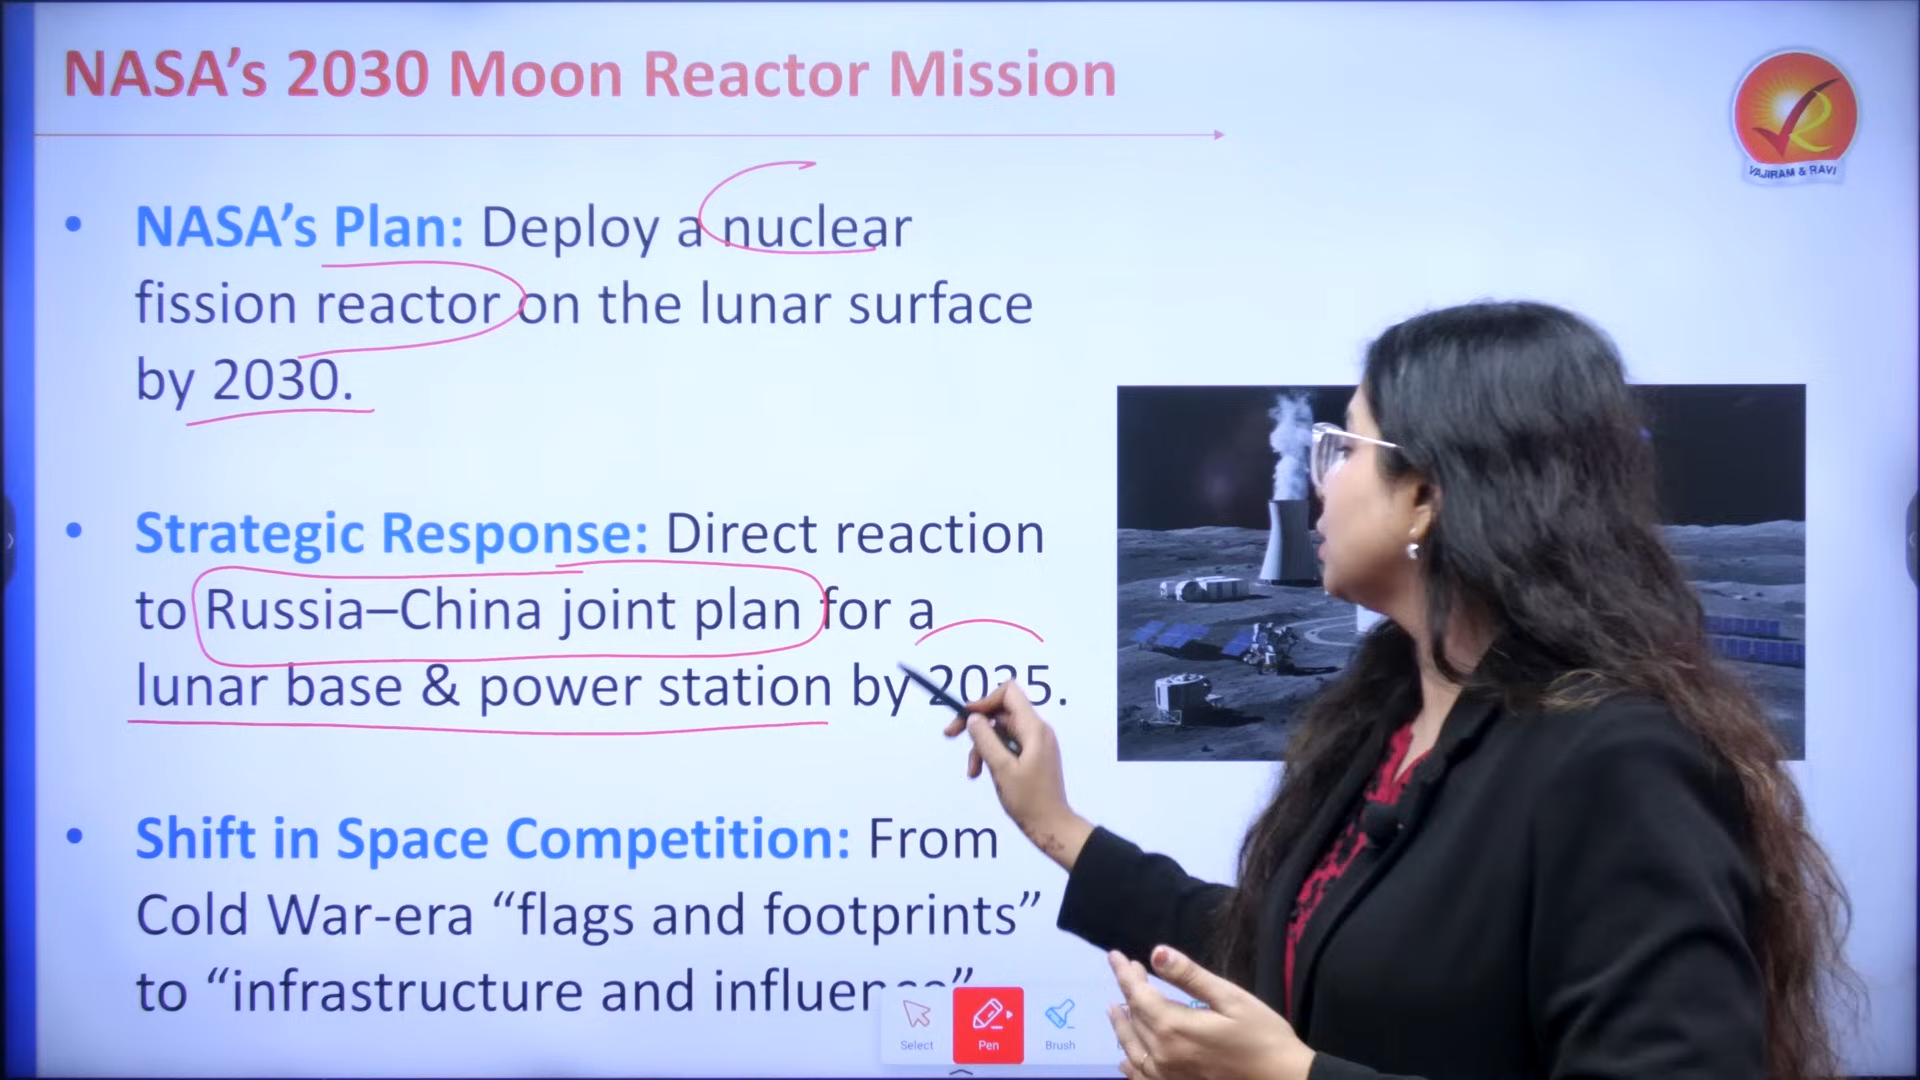 NASA’s 2030 Moon Reactor Mission
VAJIRAM & RAVI
• NASA’s Plan: Deploy a nuclear
fission reactor on the lunar surface
by 2030.
• Strategic Response: Direct reaction
to Russia–China joint plan for a
lunar base & power station by 2035.
• Shift in Space Competition: From
Cold War-era “flags and footprints”
to “infrastructure and influence”
Select Pen Brush